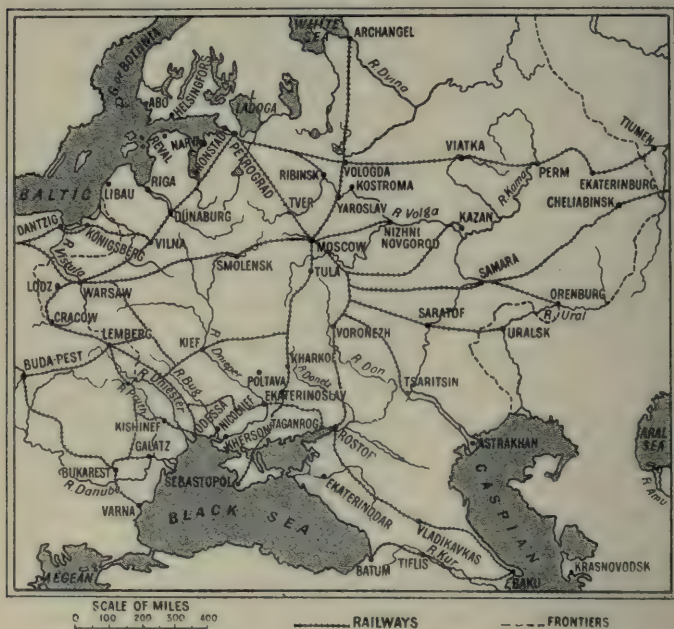 WHITE SEA
ARCHANGEL
G. OF BOTHNIA
R. Duna
HELSINGFORS
ABO
L. LADOGA
REVAL
NARVA
KRONSTADT
PETROGRAD
VIATKA
TIUMEN
BALTIC
RIGA
LIBAU
RIBINSK
VOLOGDA
KOSTROMA
PERM
EKATERINBURG
TVER
YAROSLAV
R. Kama
CHELIABINSK
DANTZIG
KÖNIGSBERG
DÜNABURG
VILNA
R. Volga
KAZAN
MOSCOW
NIZHNI
NOVGOROD
R. Vistula
SMOLENSK
TULA
SAMARA
LODZ
WARSAW
ORENBURG
CRACOW
SARATOF
R. Ural
LEMBERG
KIEF
VORONEZH
URALSK
BUDA-PEST
R. Dnieper
KHARKOF
R. Don
R. Pruth
R. Dniester
R. Bug
POLTAVA
R. Donetz
TSARITSIN
EKATERINOSLAV
KISHINEF
ODESSA
NICOLAIEF
TAGANROG
KHERSON
ROSTOF
ASTRAKHAN
ARAL SEA
GALATZ
BUKAREST
SEBASTOPOL
R. Danube
EKATERINODAR
CASPIAN
R. Amu
VARNA
BLACK SEA
VLADIKAVKAS
AEGEAN
BATUM
TIFLIS
R. Kur
BAKU
KRASNOVODSK
SCALE OF MILES
0 100 200 300 400
RAILWAYS
FRONTIERS